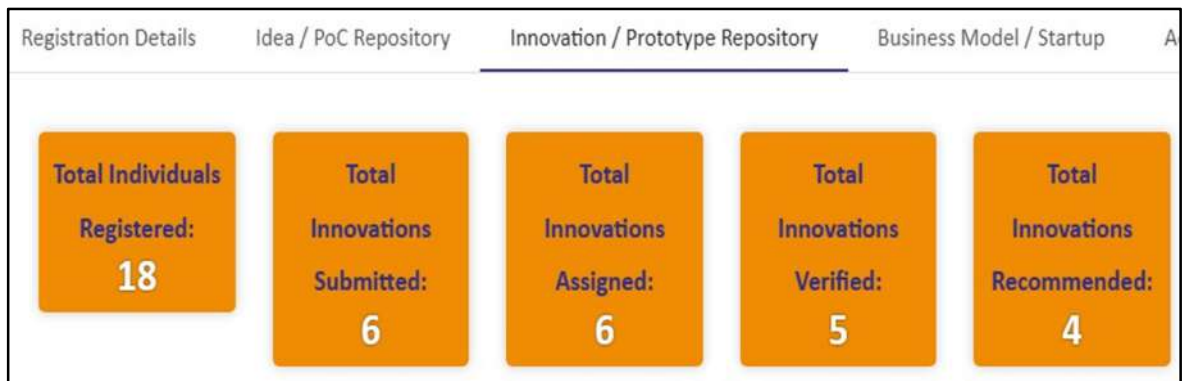 Registration Details
Idea / PoC Repository
Innovation / Prototype Repository
Business Model / Startup
Total Individuals
Registered:
18
Total
Innovations
Submitted:
6
Total
Innovations
Assigned:
6
Total
Innovations
Verified:
5
Total
Innovations
Recommended:
4